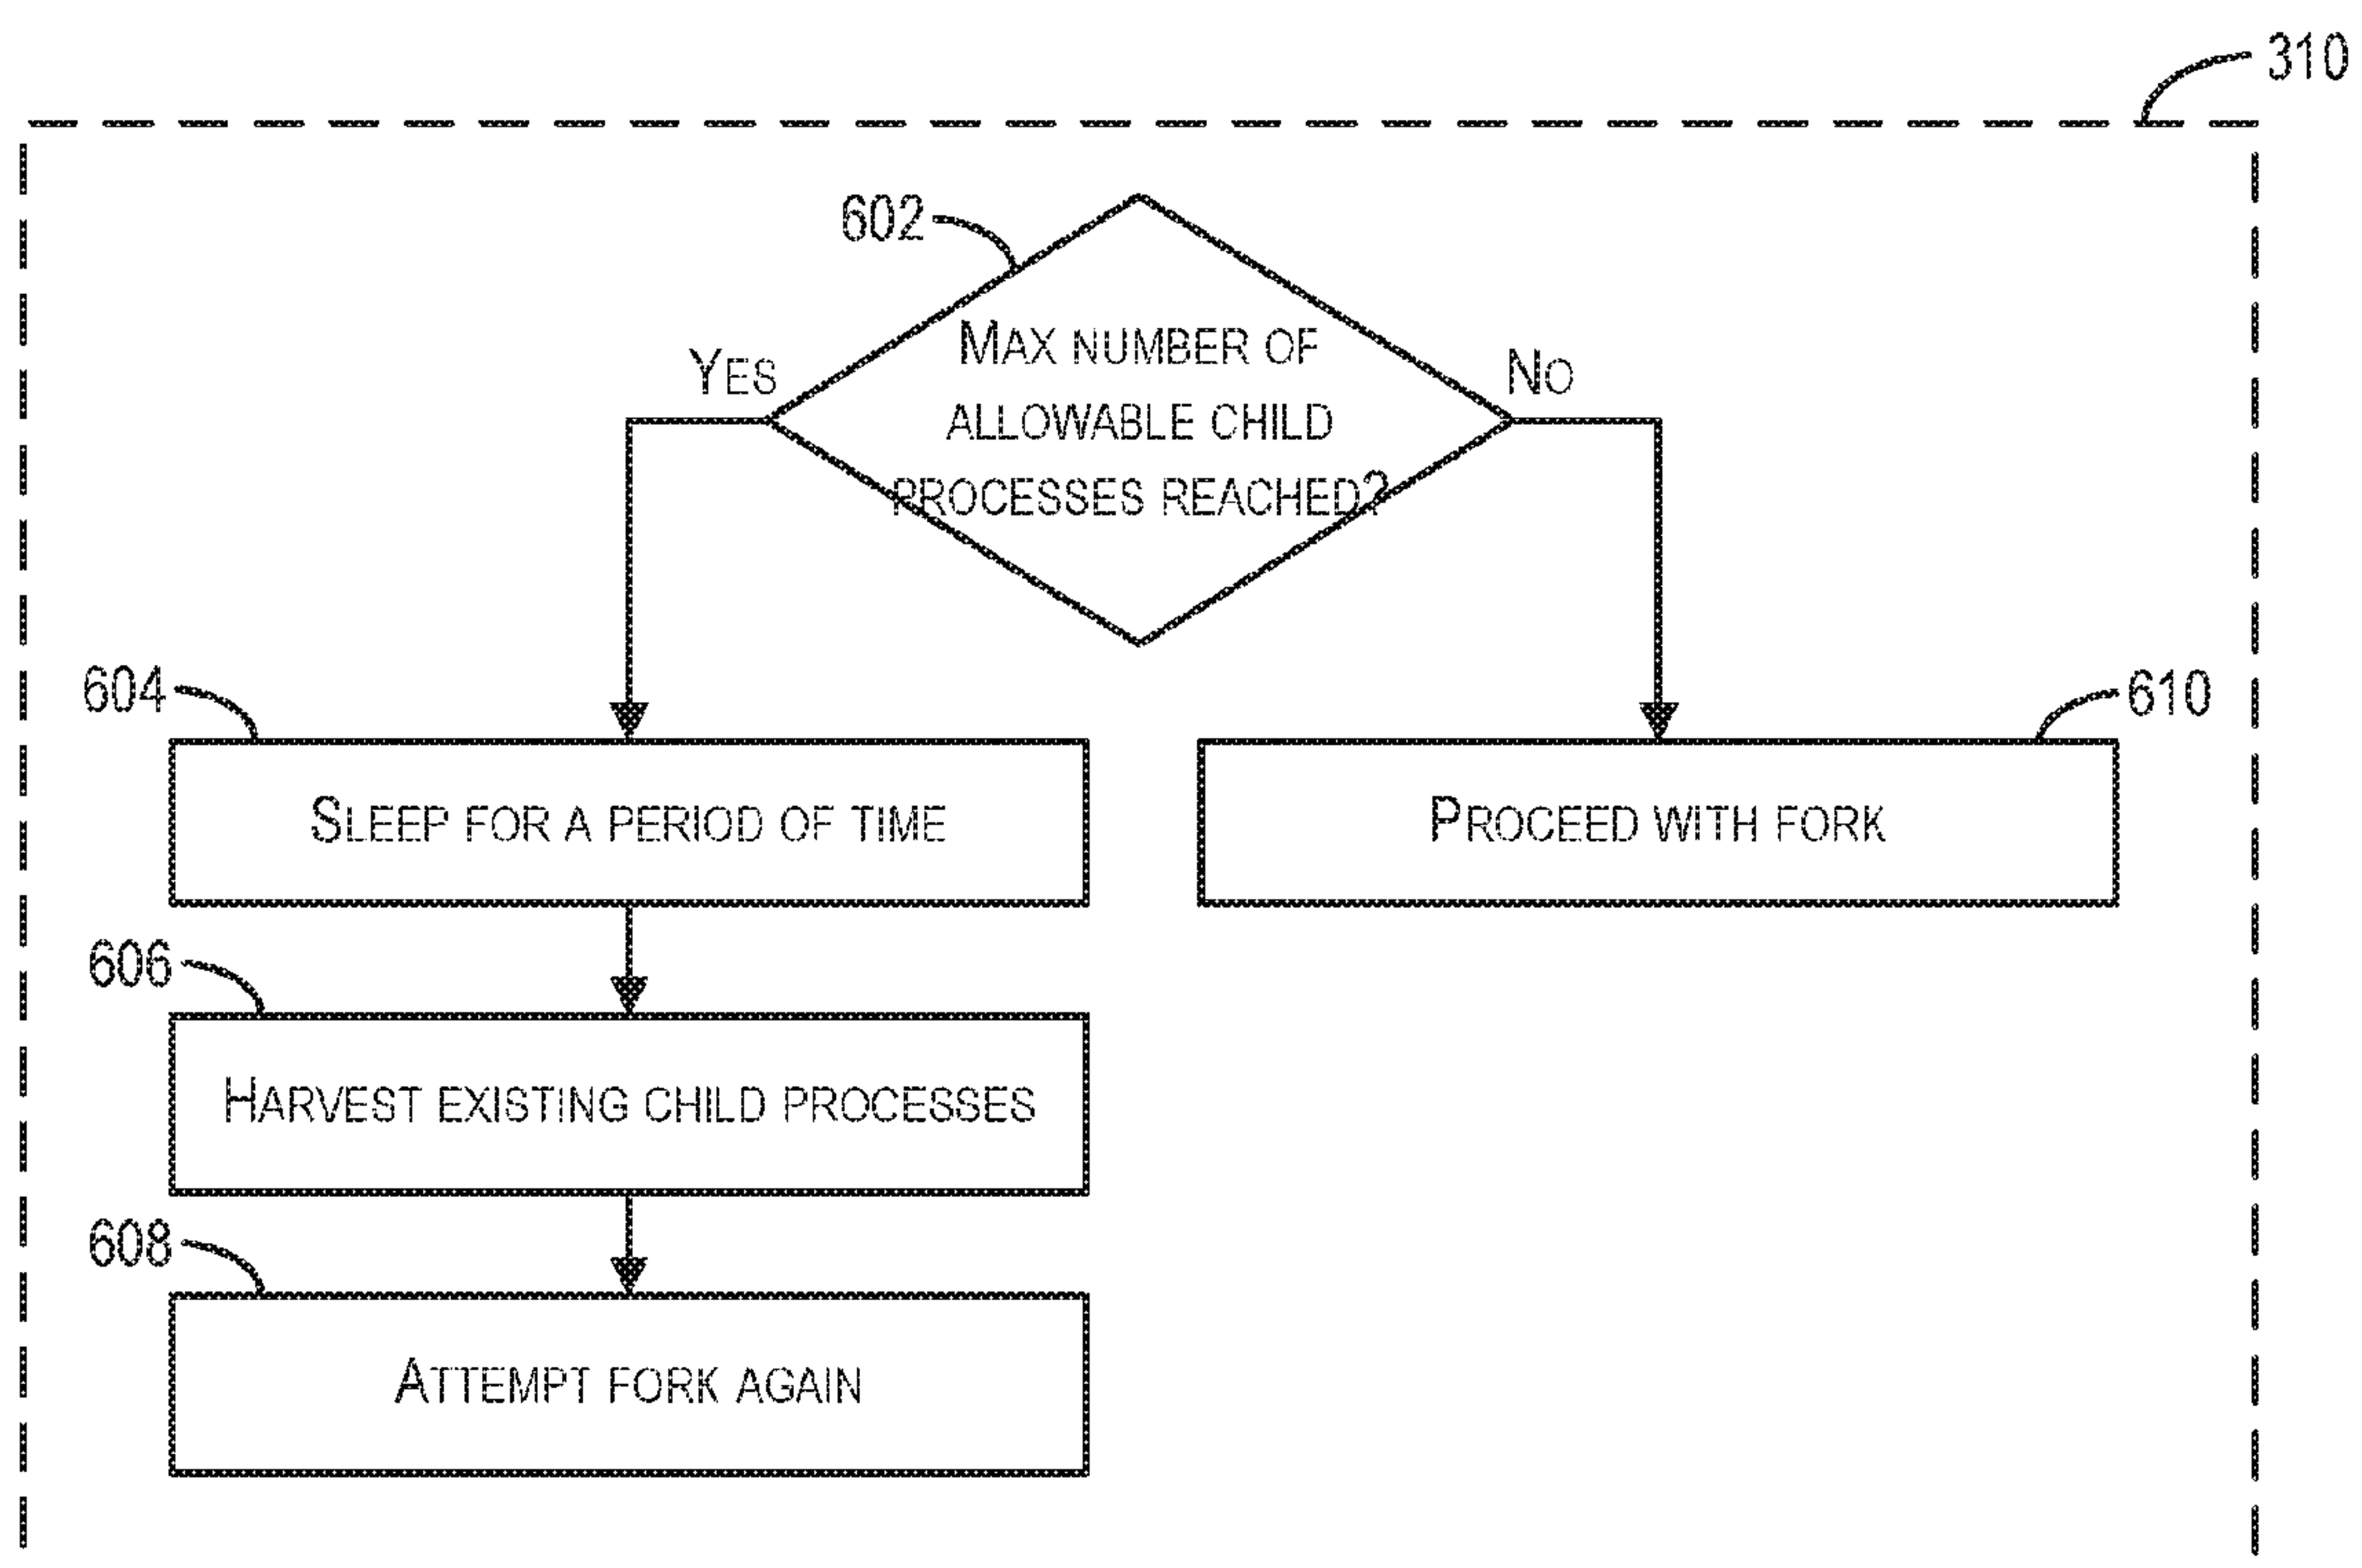 310
602
Max number of
allowable child
processes reached?
Yes
No
604
610
Sleep for a period of time
Proceed with fork
606
Harvest existing child processes
608
Attempt fork again